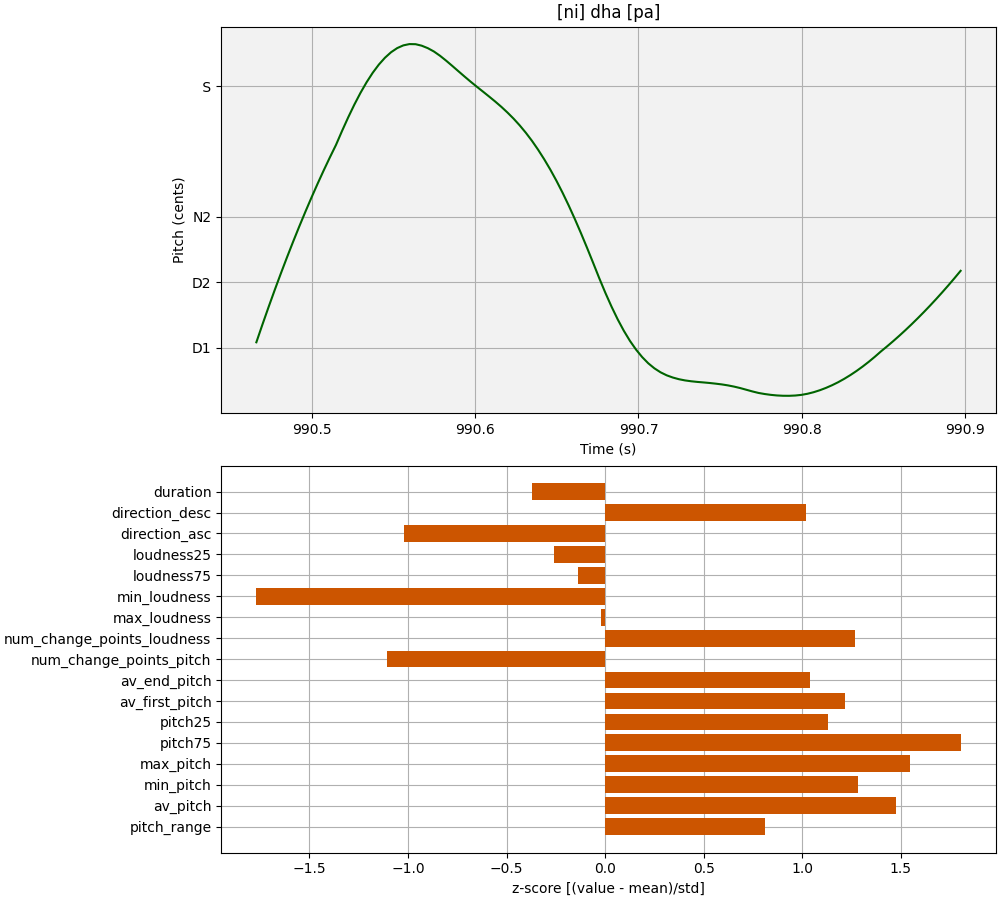 [ni] dha [pa]
Pitch (cents)
S
N2
D2
D1
990.5 990.6 990.7 990.8 990.9
Time (s)
duration
direction_desc
direction_asc
loudness25
loudness75
min_loudness
max_loudness
num_change_points_loudness
num_change_points_pitch
av_end_pitch
av_first_pitch
pitch25
pitch75
max_pitch
min_pitch
av_pitch
pitch_range
−1.5 −1.0 −0.5 0.0 0.5 1.0 1.5
z-score [(value - mean)/std]